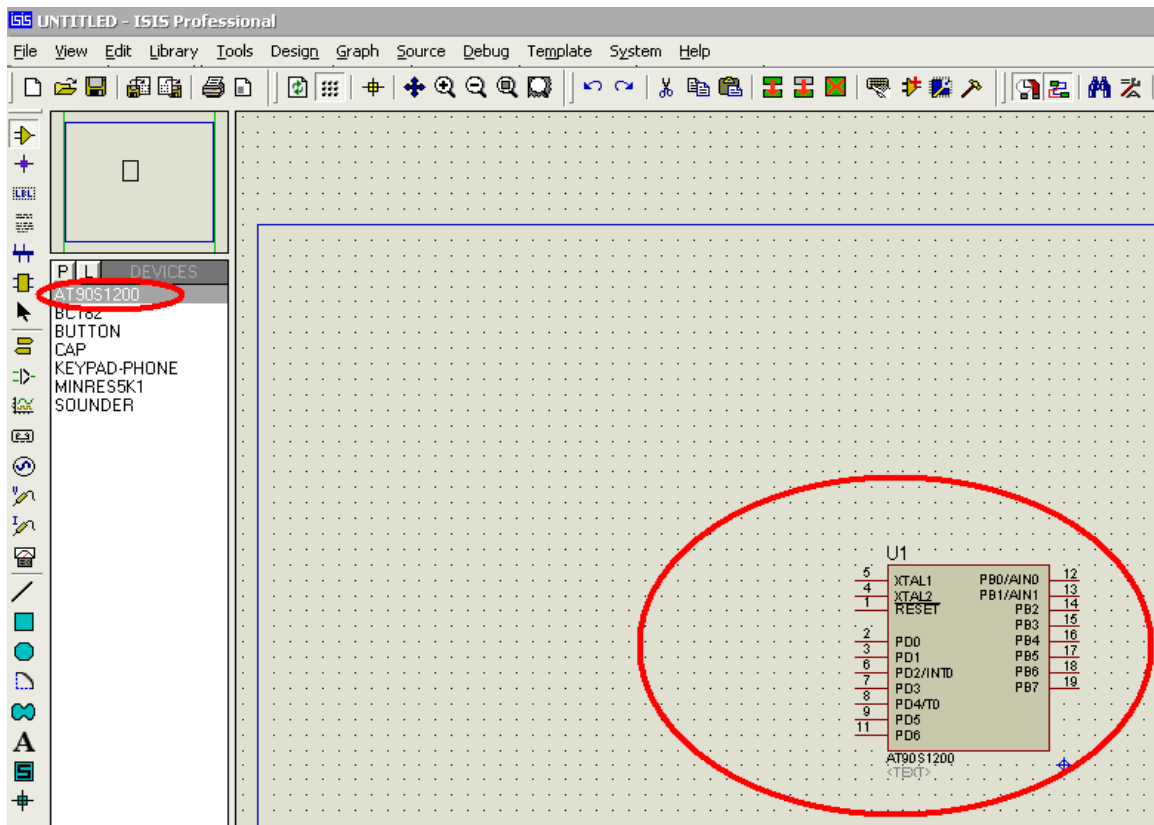 isis UNTITLED - ISIS Professional
File View Edit Library Tools Design Graph Source Debug Template System Help
LBL
P L DEVICES
AT90S1200
BC182
BUTTON
CAP
KEYPAD-PHONE
MINRES5K1
SOUNDER
A
S
U1
5 XTAL1 PB0/AIN0 12
4 XTAL2 PB1/AIN1 13
1 RESET PB2 14
PB3 15
2 PD0 PB4 16
3 PD1 PB5 17
6 PD2/INT0 PB6 18
7 PD3 PB7 19
8 PD4/T0
9 PD5
11 PD6
AT90S1200
<TEXT>